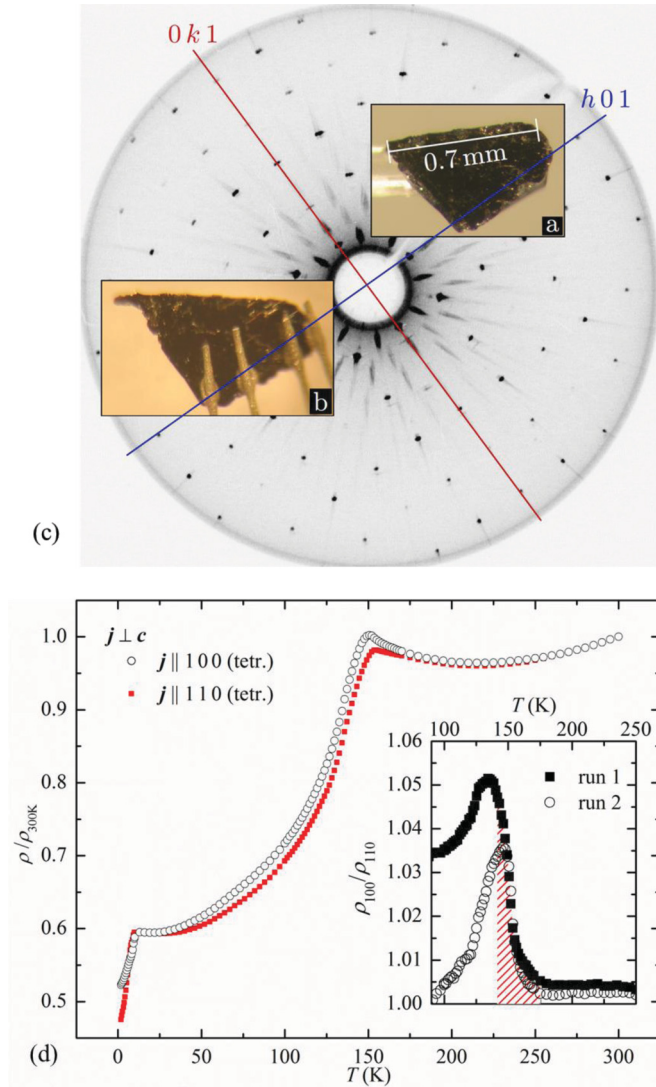 0 k 1
h 0 1
0.7 mm
a
b
(c)
j ⊥ c
j || 1 0 0 (tetr.)
j || 1 1 0 (tetr.)
ρ/ρ300K
1.0
0.9
0.8
0.7
0.6
0.5
0 50 100 150 200 250 300
T (K)
(d)
T (K)
100 150 200 250
1.06
1.05
1.04
1.03
1.02
1.01
1.00
ρ100/ρ110
run 1
run 2